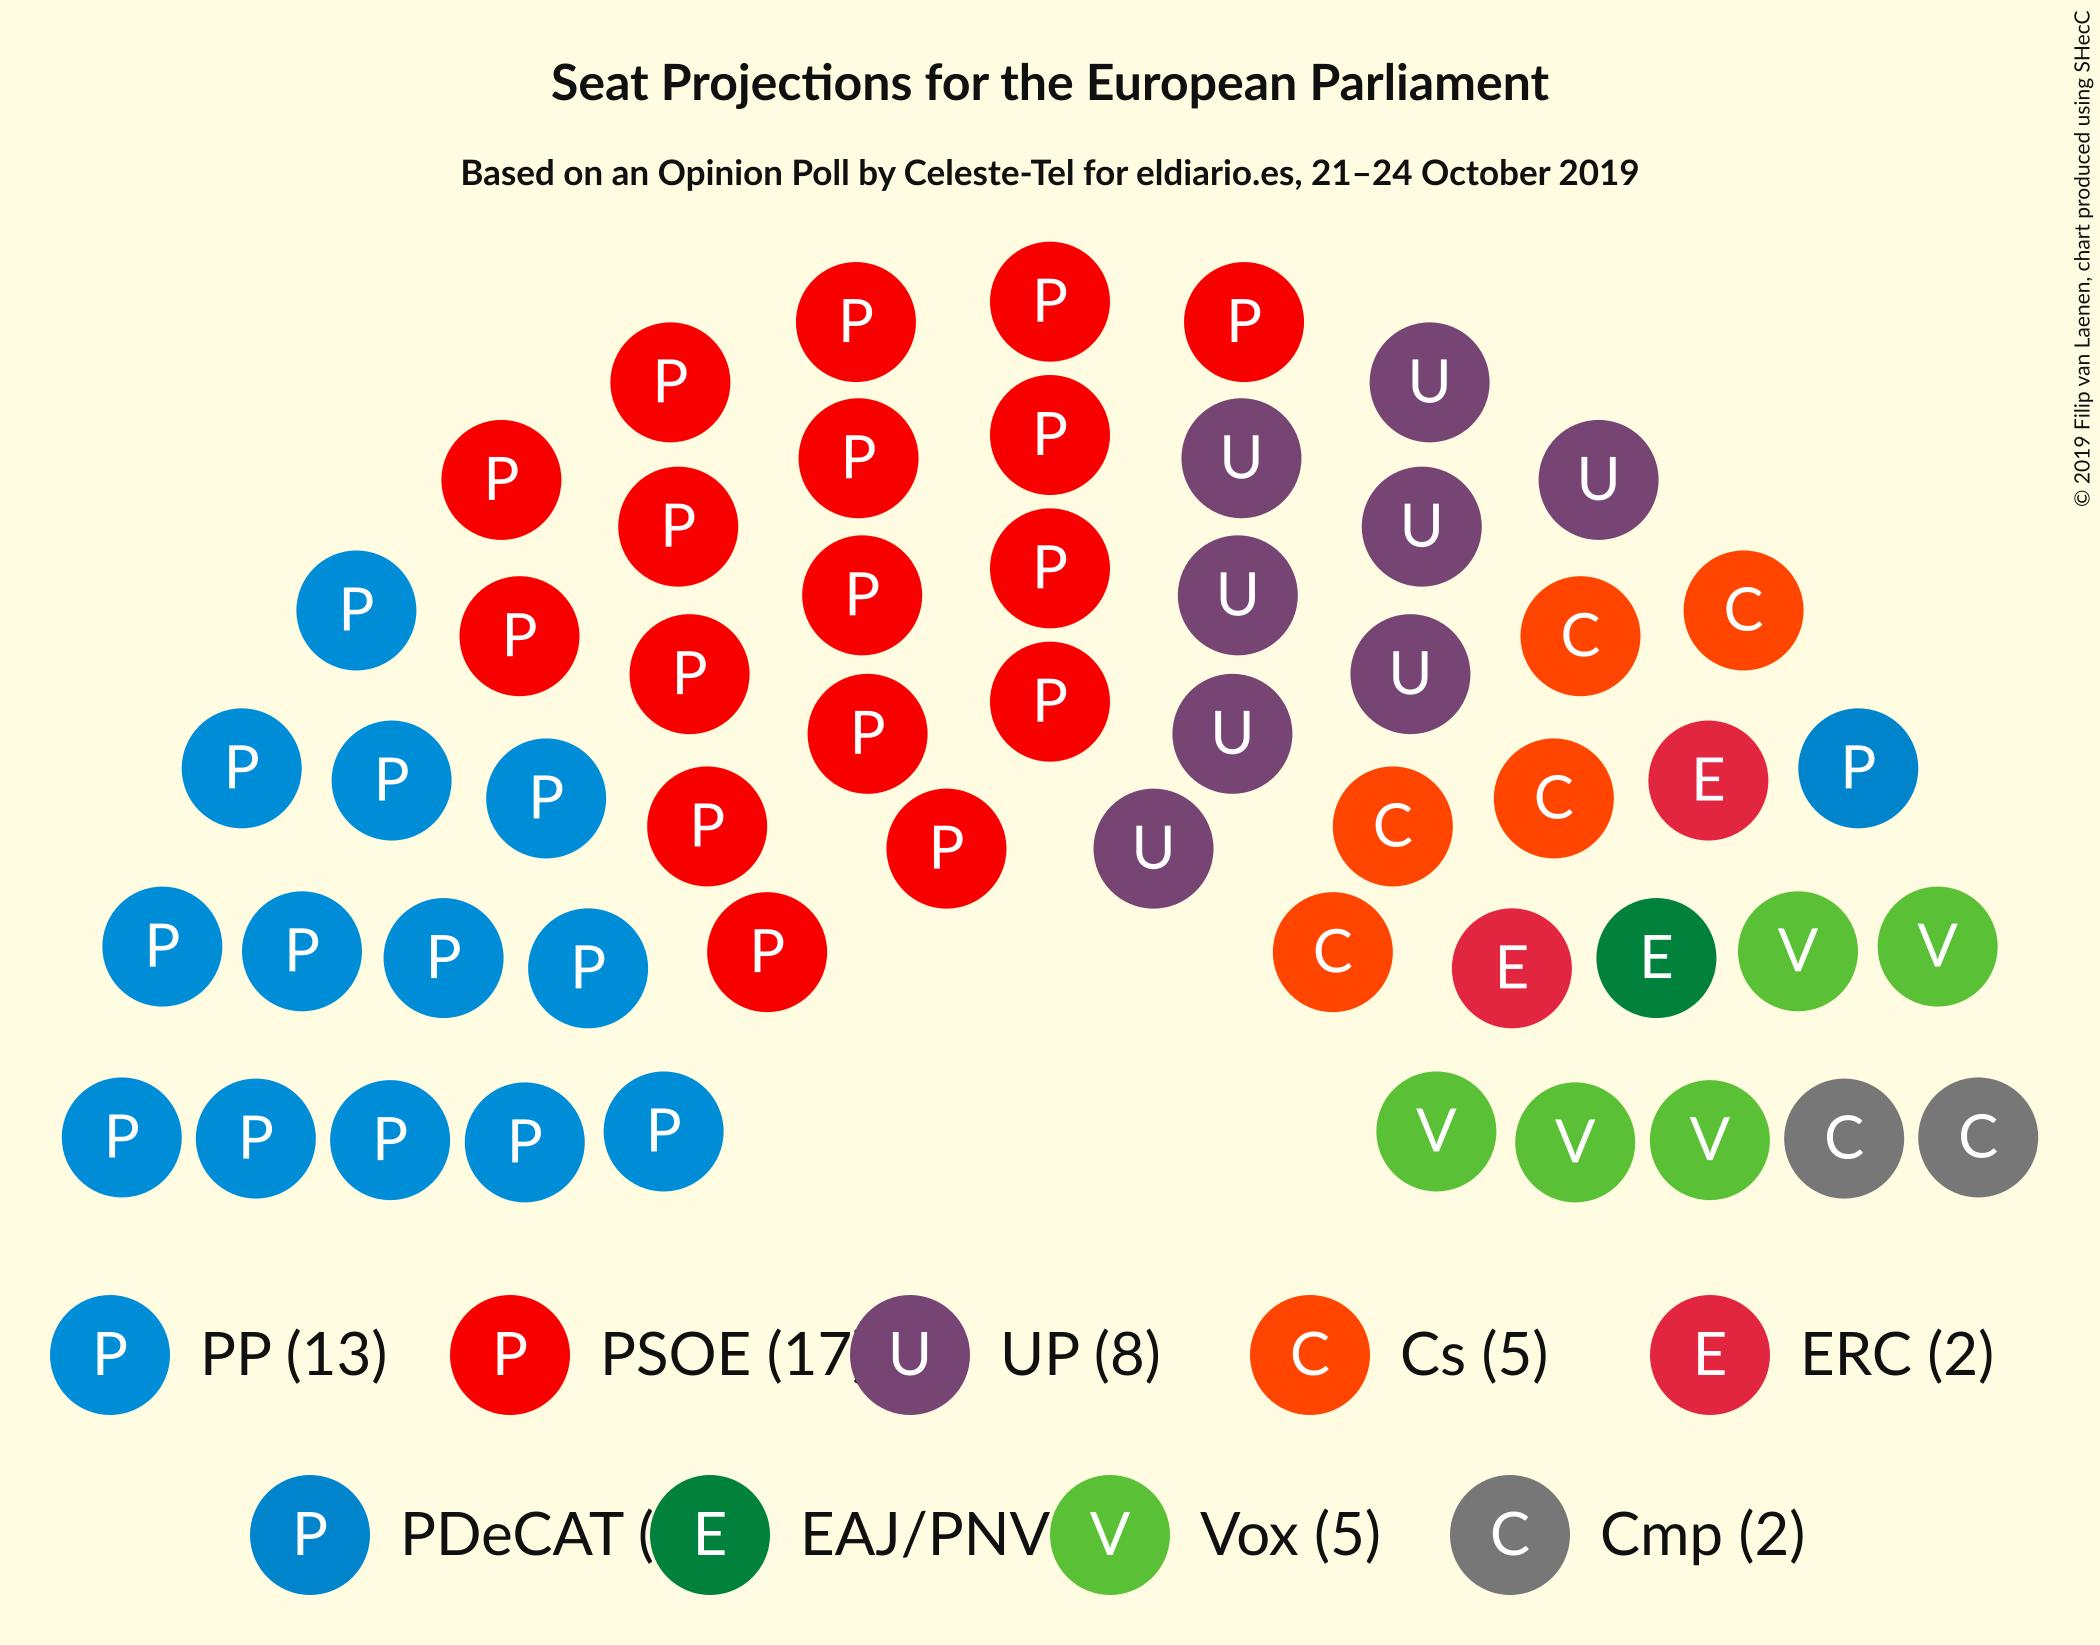 Seat Projections for the European Parliament
Based on an Opinion Poll by Celeste-Tel for eldiario.es, 21–24 October 2019
© 2019 Filip van Laenen, chart produced using SHecC
P P P
P U
P P U
P P U
P U
P P U
P C C
P P U
P P U
P P P C C E P
P P U
P P P P P C E E V V
P P P P P V V V C C
P PP (13) P PSOE (17 U UP (8) C Cs (5) E ERC (2)
P PDeCAT ( E EAJ/PNV V Vox (5) C Cmp (2)